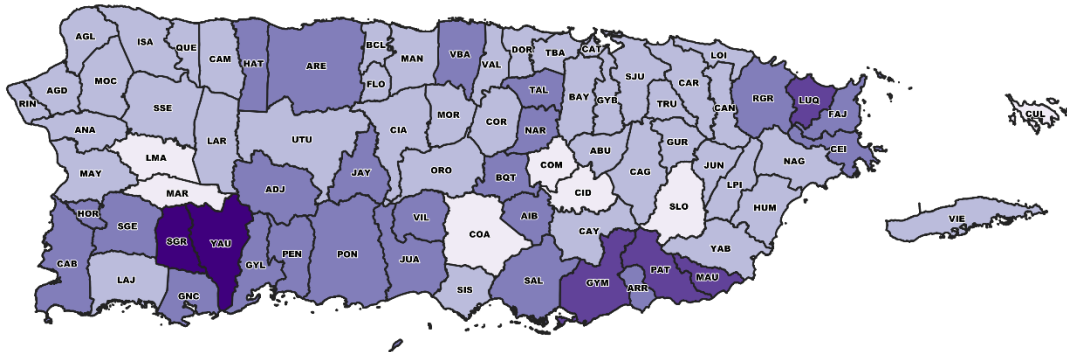 AGL
ISA
QUE
CAM
HAT
ARE
BCL
MAN
VBA
VAL
DOR
TBA
CAT
LOI
MOC
FLO
SJU
CAR
RIN
AGD
SSE
TAL
BAY
GYB
TRU
CAN
RGR
LUQ
FAJ
CUL
ANA
LAR
UTU
CIA
MOR
COR
NAR
ABU
GUR
CEI
LMA
MAY
JAY
ORO
COM
CAG
JUN
NAG
MAR
ADJ
BQT
CID
SLO
LPI
HUM
HOR
SGE
SGR
YAU
VIL
AIB
COA
CAY
YAB
VIE
CAB
GYL
PEN
PON
JUA
LAJ
GNC
SIS
SAL
GYM
PAT
ARR
MAU